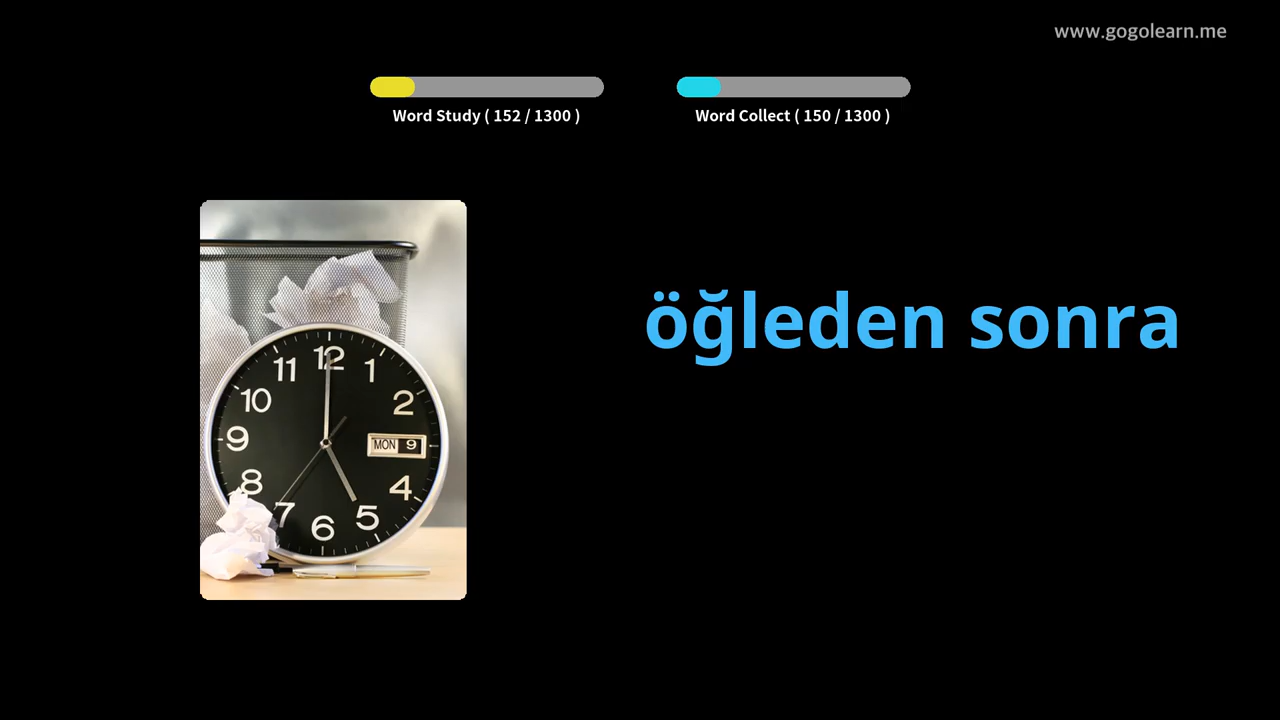 www.gogolearn.me
Word Study ( 152 / 1300 )
Word Collect ( 150 / 1300 )
öğleden sonra
12
11
1
10
2
9
MON 9
8
4
7
5
6